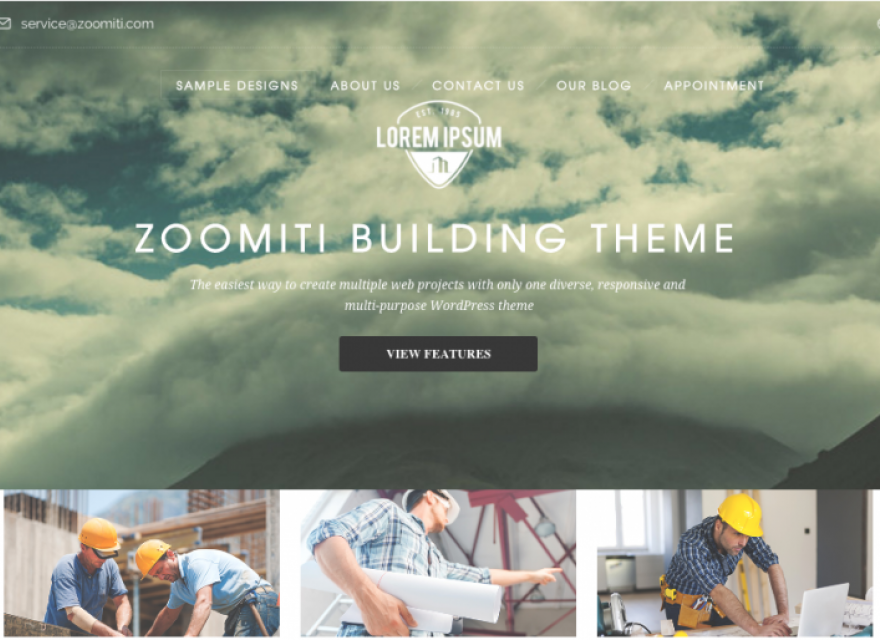 service@zoomiti.com
SAMPLE DESIGNS ABOUT US CONTACT US OUR BLOG APPOINTMENT
EST. 1985
LOREM IPSUM
ZOOMITI BUILDING THEME
The easiest way to create multiple web projects with only one diverse, responsive and
multi-purpose WordPress theme
VIEW FEATURES